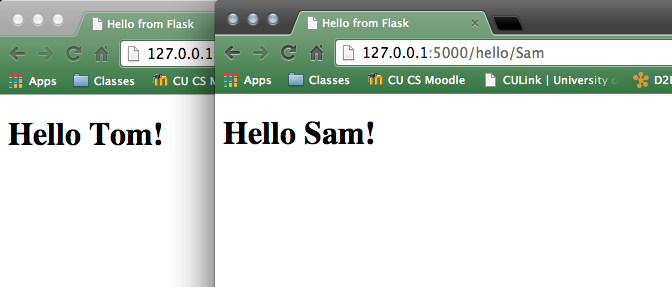 Hello from Flask
127.0.0.1
Apps Classes CU CS
Hello Tom!
Hello from Flask
127.0.0.1:5000/hello/Sam
Apps Classes CU CS Moodle CULink | University D2
Hello Sam!